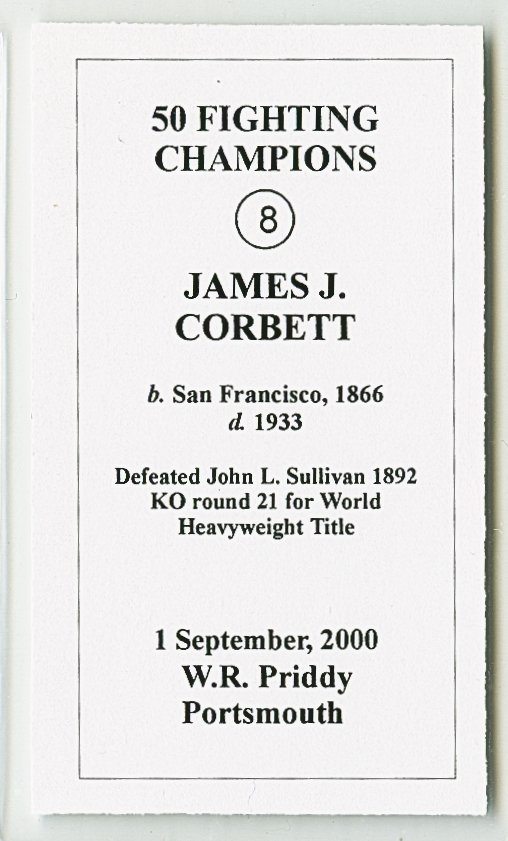 50 FIGHTING
CHAMPIONS
8
JAMES J.
CORBETT
b. San Francisco, 1866
d. 1933
Defeated John L. Sullivan 1892
KO round 21 for World
Heavyweight Title
1 September, 2000
W.R. Priddy
Portsmouth